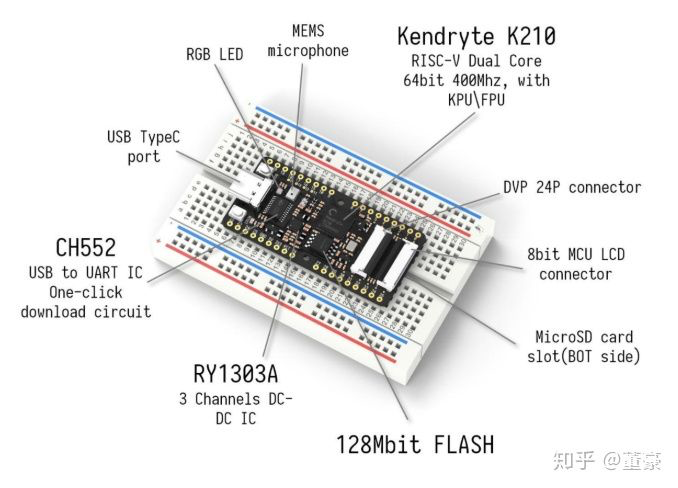 MEMS
microphone
RGB LED
Kendryte K210
RISC-V Dual Core
64bit 400Mhz, with
KPU\FPU
USB TypeC
port
DVP 24P connector
CH552
USB to UART IC
One-click
download circuit
8bit MCU LCD
connector
MicroSD card
slot(BOT side)
RY1303A
3 Channels DC-
DC IC
128Mbit FLASH
知乎 @董豪